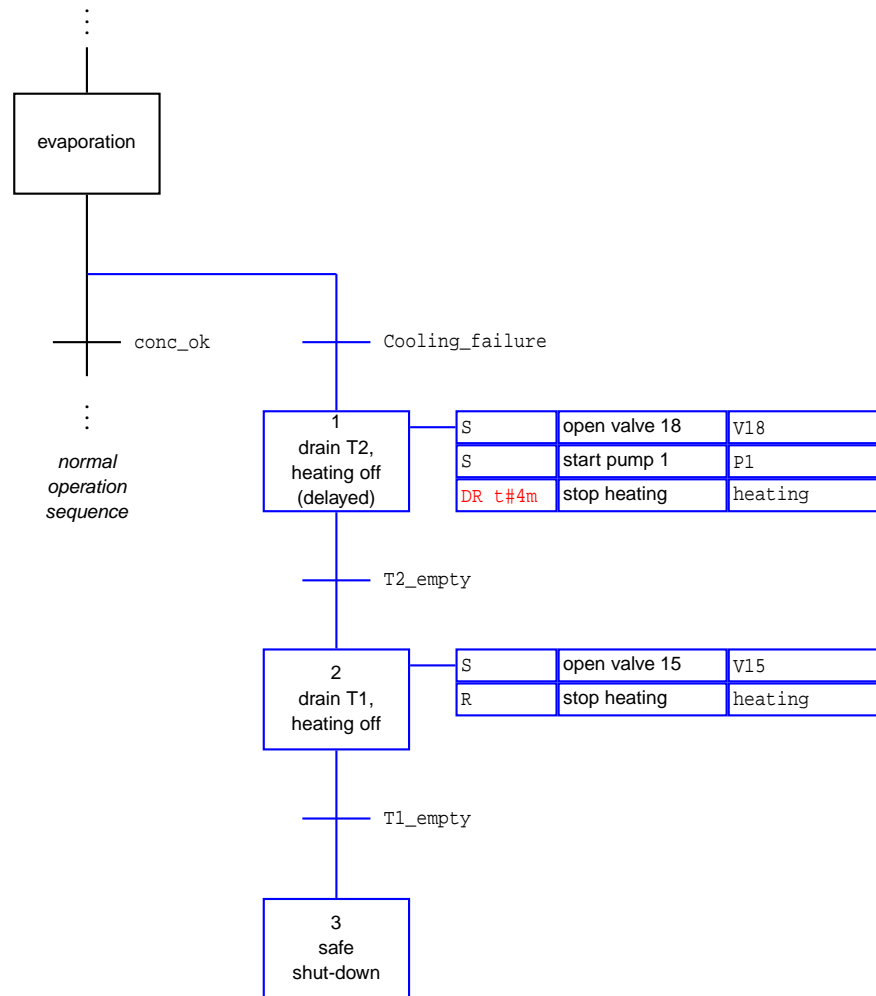 evaporation
conc_ok
Cooling_failure
normal
operation
sequence
1
drain T2,
heating off
(delayed)
S open valve 18 V18
S start pump 1 P1
DR t#4m stop heating heating
T2_empty
2
drain T1,
heating off
S open valve 15 V15
R stop heating heating
T1_empty
3
safe
shut-down